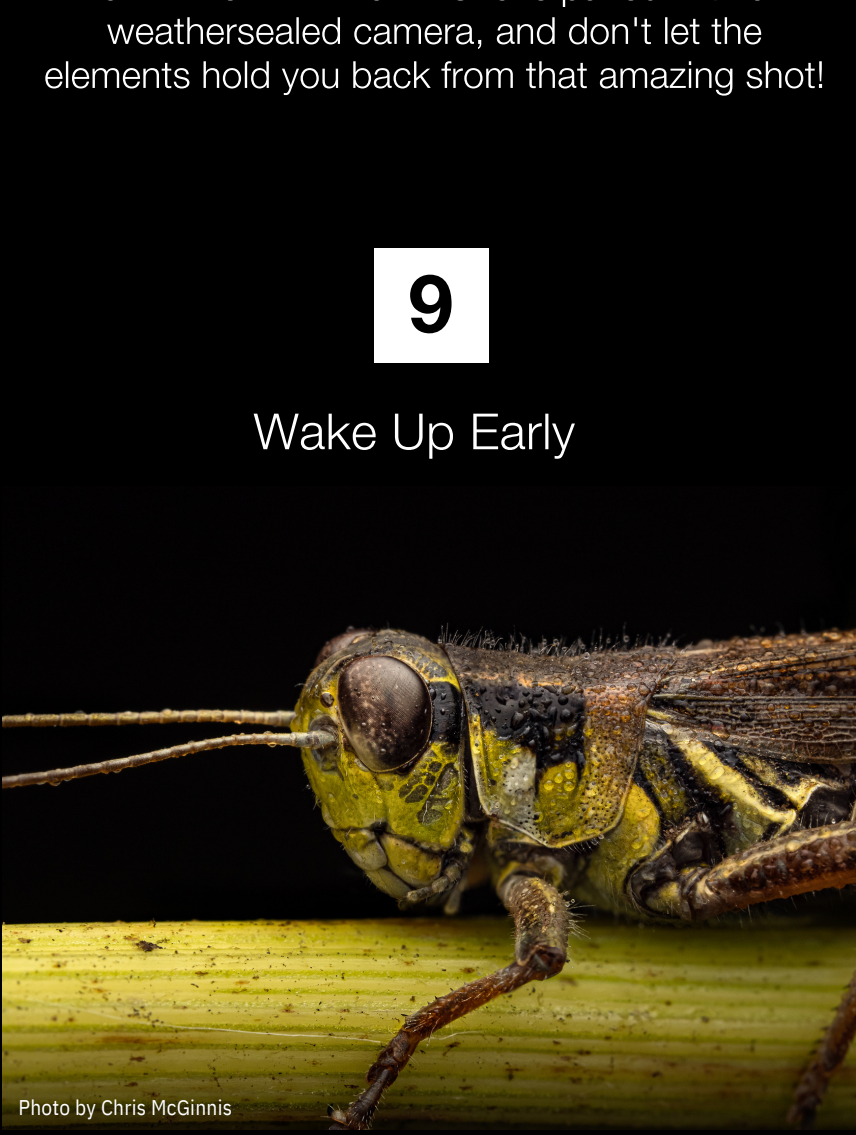 weathersealed camera, and don't let the
elements hold you back from that amazing shot!
9
Wake Up Early
Photo by Chris McGinnis